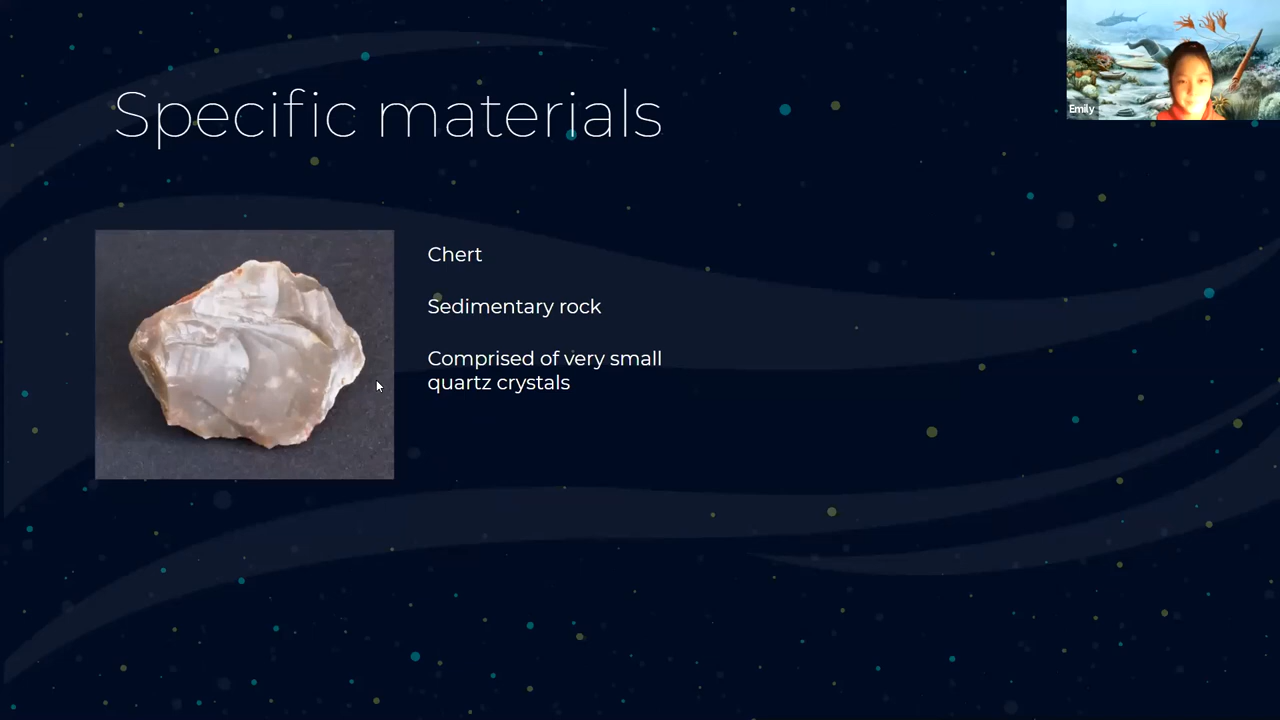 Specific materials
Chert
Sedimentary rock
Comprised of very small
quartz crystals
Emily